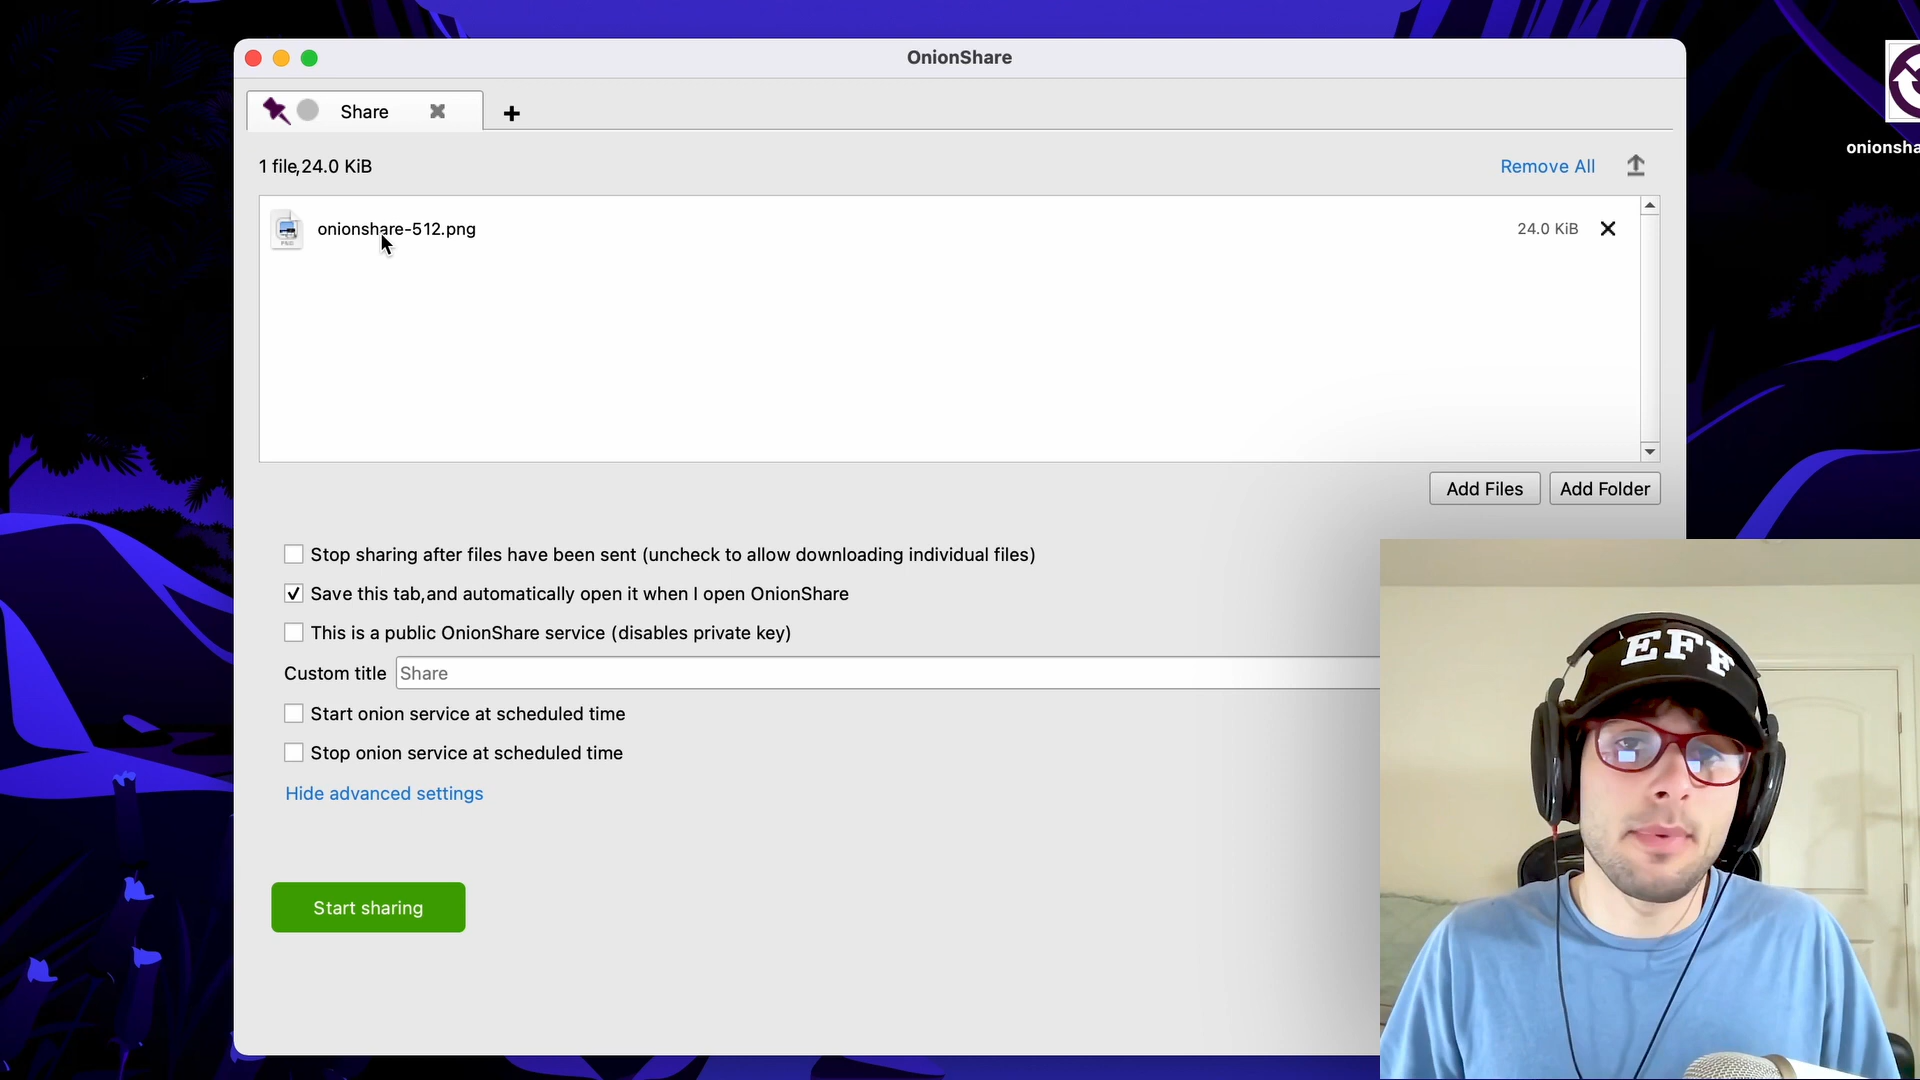 OnionShare
Share
1 file,24.0 KiB
Remove All
onionshare-512.png
24.0 KiB
Add Files
Add Folder
Stop sharing after files have been sent (uncheck to allow downloading individual files)
Save this tab,and automatically open it when I open OnionShare
This is a public OnionShare service (disables private key)
Custom title
Share
Start onion service at scheduled time
Stop onion service at scheduled time
Hide advanced settings
Start sharing
onionsha
EFF